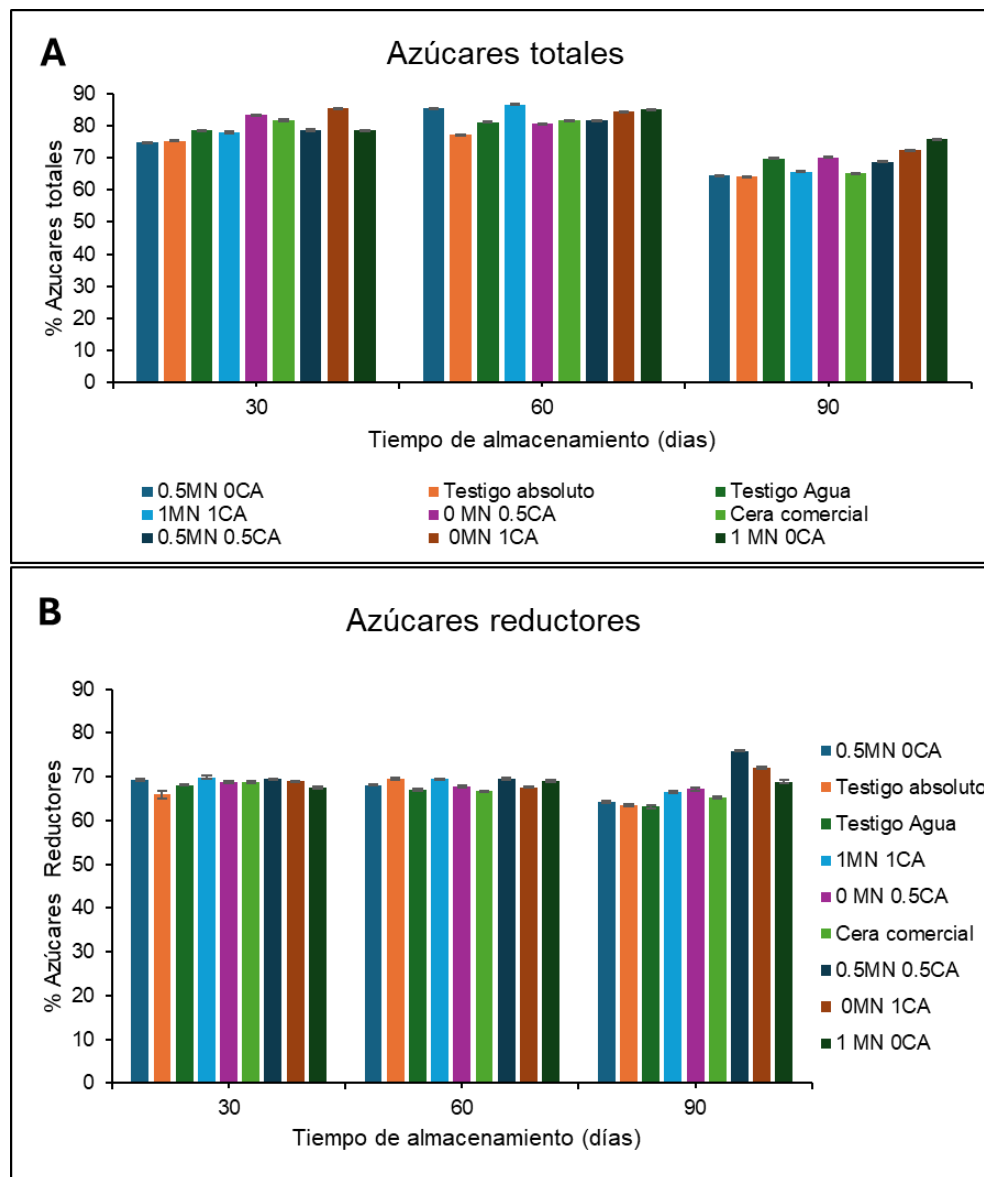 A
Azúcares totales
% Azucares totales
90
80
70
60
50
40
30
20
10
0
30 60 90
Tiempo de almacenamiento (dias)
0.5MN 0CA Testigo absoluto Testigo Agua
1MN 1CA 0 MN 0.5CA Cera comercial
0.5MN 0.5CA 0MN 1CA 1 MN 0CA
B
Azúcares reductores
% Azúcares Reductores
90
80
70
60
50
40
30
20
10
0
30 60 90
Tiempo de almacenamiento (días)
0.5MN 0CA
Testigo absoluto
Testigo Agua
1MN 1CA
0 MN 0.5CA
Cera comercial
0.5MN 0.5CA
0MN 1CA
1 MN 0CA